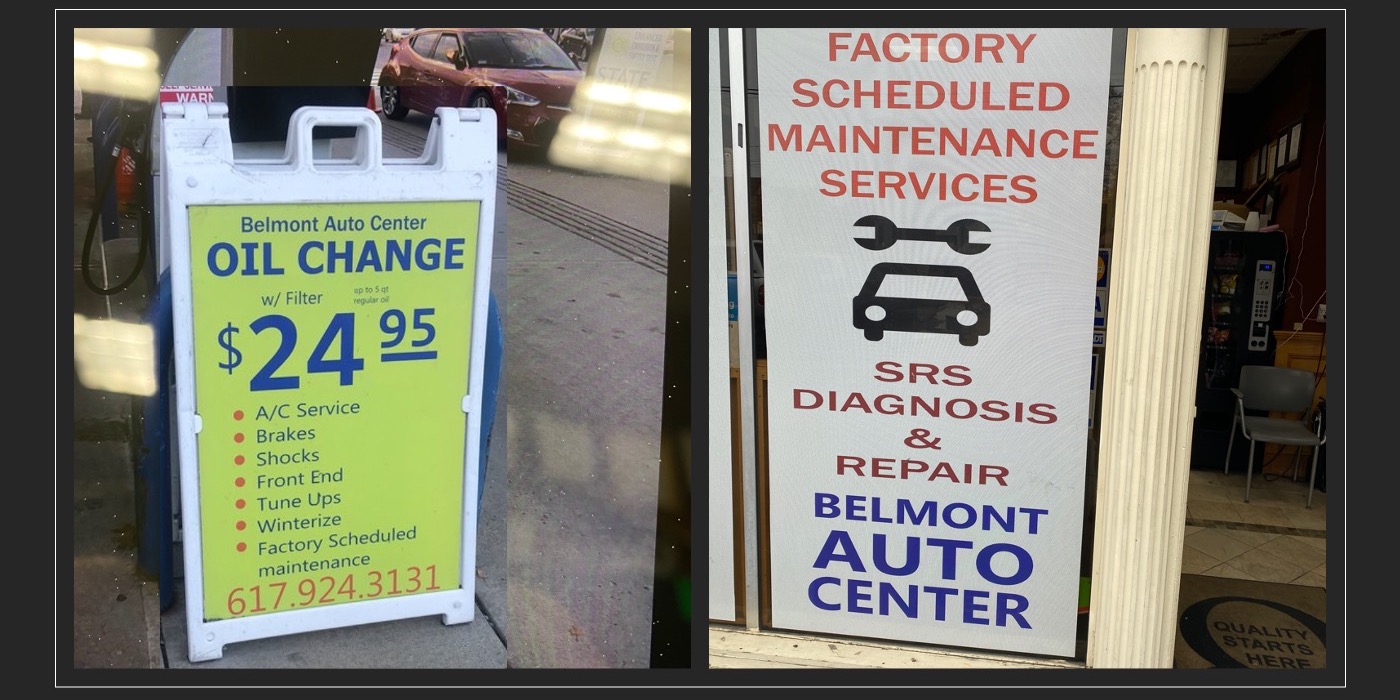 WARN
STATE
Belmont Auto Center
OIL CHANGE
w/ Filter
up to 5 qt
regular oil
$24 95
A/C Service
Brakes
Shocks
Front End
Tune Ups
Winterize
Factory Scheduled
maintenance
617.924.3131
FACTORY
SCHEDULED
MAINTENANCE
SERVICES
SRS
DIAGNOSIS
&
REPAIR
BELMONT
AUTO
CENTER
QUALITY
STARTS
HERE